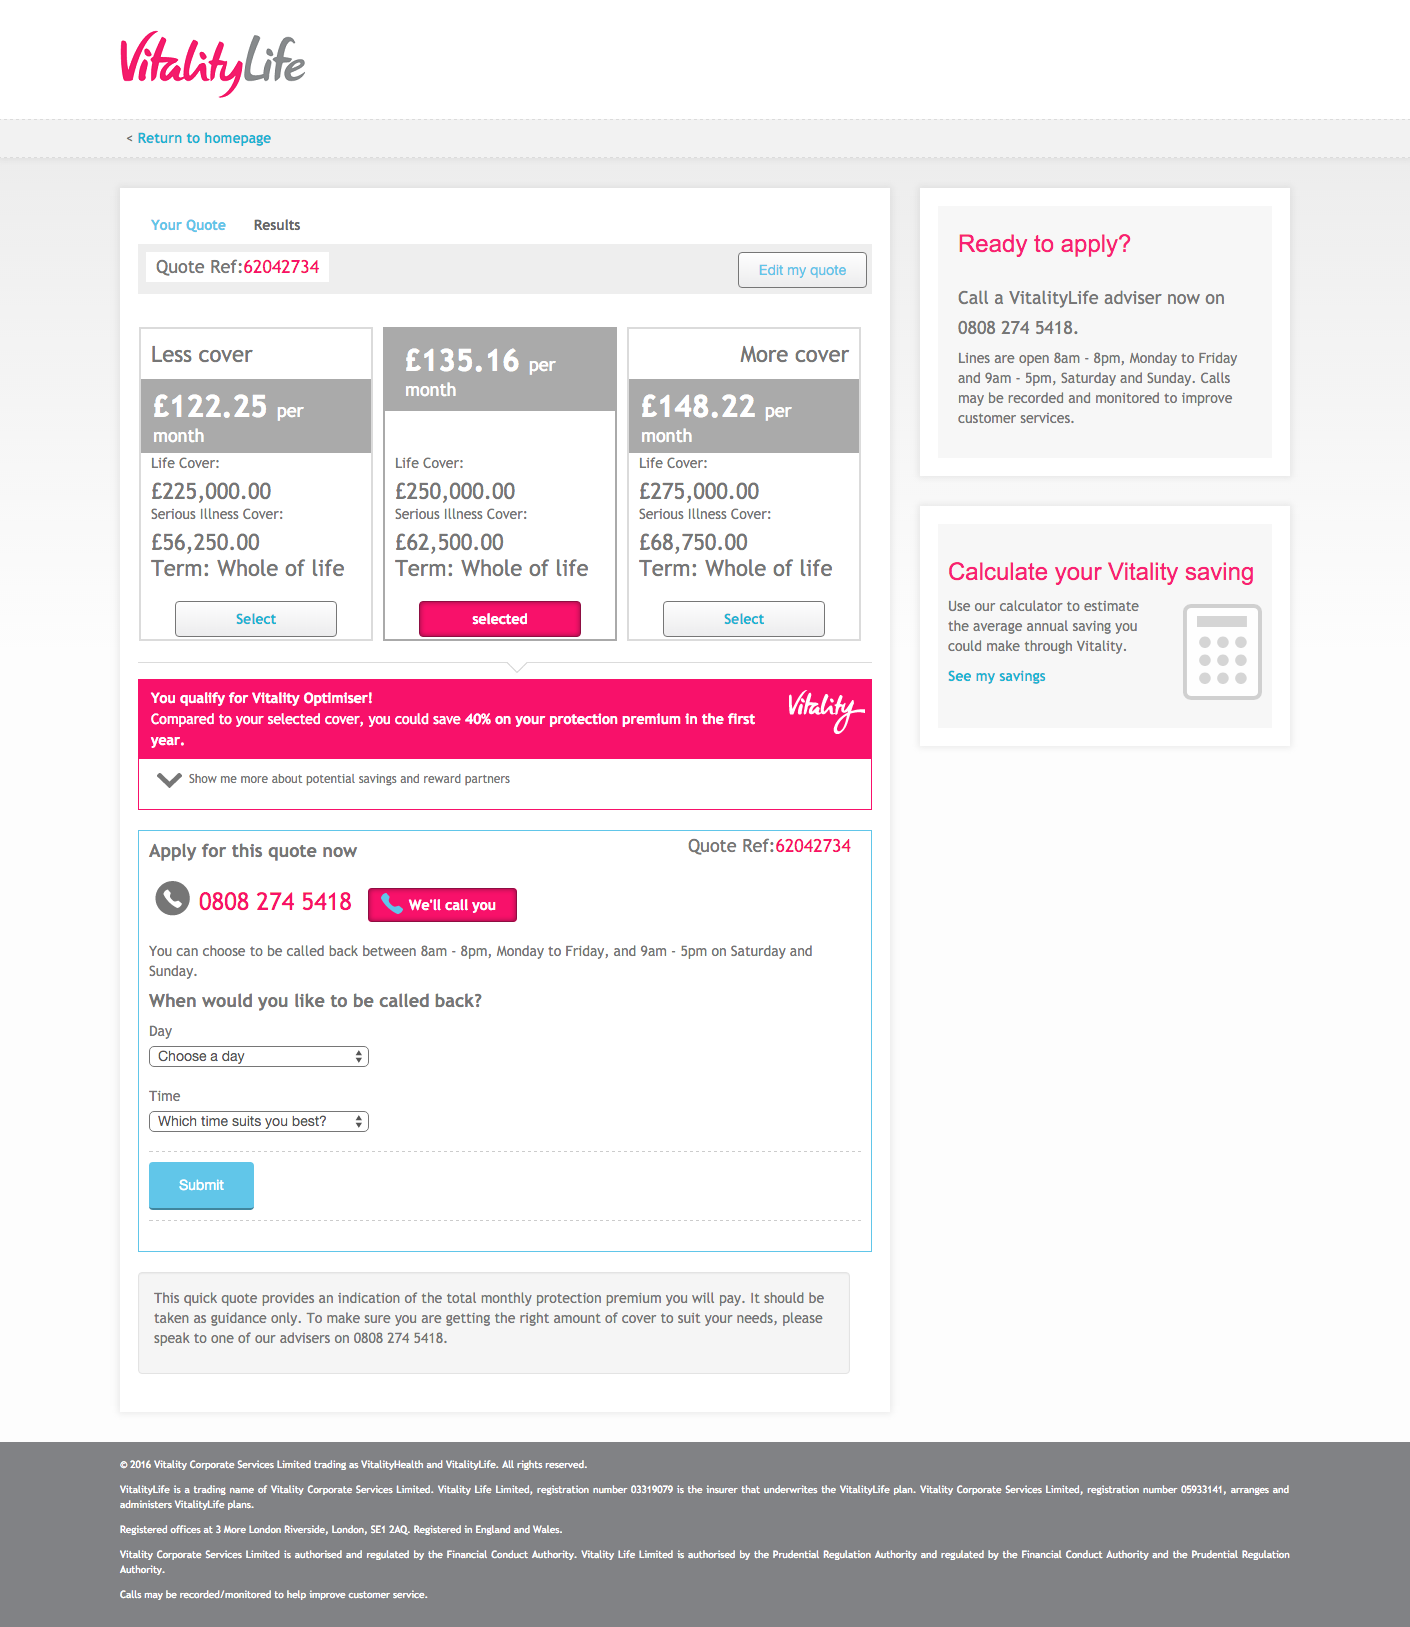 VitalityLife
< Return to homepage
Your Quote Results
Quote Ref:62042734
Edit my quote
Less cover
£122.25 per
month
Life Cover:
£225,000.00
Serious Illness Cover:
£56,250.00
Term: Whole of life
Select
£135.16 per
month
Life Cover:
£250,000.00
Serious Illness Cover:
£62,500.00
Term: Whole of life
selected
More cover
£148.22 per
month
Life Cover:
£275,000.00
Serious Illness Cover:
£68,750.00
Term: Whole of life
Select
You qualify for Vitality Optimiser!
Compared to your selected cover, you could save 40% on your protection premium in the first
year.
Vitality
Show me more about potential savings and reward partners
Apply for this quote now
Quote Ref:62042734
0808 274 5418
We'll call you
You can choose to be called back between 8am - 8pm, Monday to Friday, and 9am - 5pm on Saturday and
Sunday.
When would you like to be called back?
Day
Choose a day
Time
Which time suits you best?
Submit
This quick quote provides an indication of the total monthly protection premium you will pay. It should be
taken as guidance only. To make sure you are getting the right amount of cover to suit your needs, please
speak to one of our advisers on 0808 274 5418.
Ready to apply?
Call a VitalityLife adviser now on
0808 274 5418.
Lines are open 8am - 8pm, Monday to Friday
and 9am - 5pm, Saturday and Sunday. Calls
may be recorded and monitored to improve
customer services.
Calculate your Vitality saving
Use our calculator to estimate
the average annual saving you
could make through Vitality.
See my savings
© 2016 Vitality Corporate Services Limited trading as VitalityHealth and VitalityLife. All rights reserved.
VitalityLife is a trading name of Vitality Corporate Services Limited. Vitality Life Limited, registration number 03319079 is the insurer that underwrites the VitalityLife plan. Vitality Corporate Services Limited, registration number 05933141, arranges and
administers VitalityLife plans.
Registered offices at 3 More London Riverside, London, SE1 2AQ. Registered in England and Wales.
Vitality Corporate Services Limited is authorised and regulated by the Financial Conduct Authority. Vitality Life Limited is authorised by the Prudential Regulation Authority and regulated by the Financial Conduct Authority and the Prudential Regulation
Authority.
Calls may be recorded/monitored to help improve customer service.